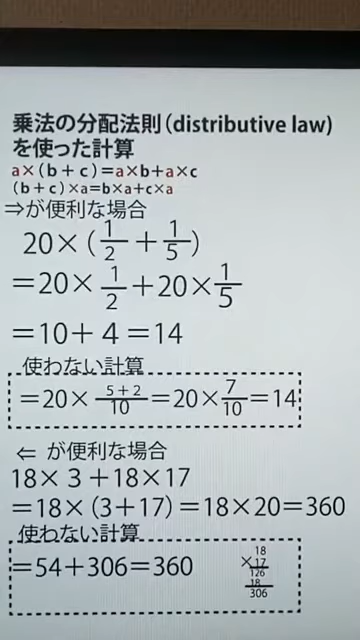 乗法の分配法則(distributive law)
を使った計算
a×(b+c)=a×b+a×c
(b+c)×a=b×a+c×a
⇒が便利な場合
20×(1/2+1/5)
=20×1/2+20×1/5
=10+4=14
使わない計算
=20×5+2/10=20×7/10=14
⇐ が便利な場合
18×3+18×17
=18×(3+17)=18×20=360
使わない計算
=54+306=360
18
×17
126
18
306